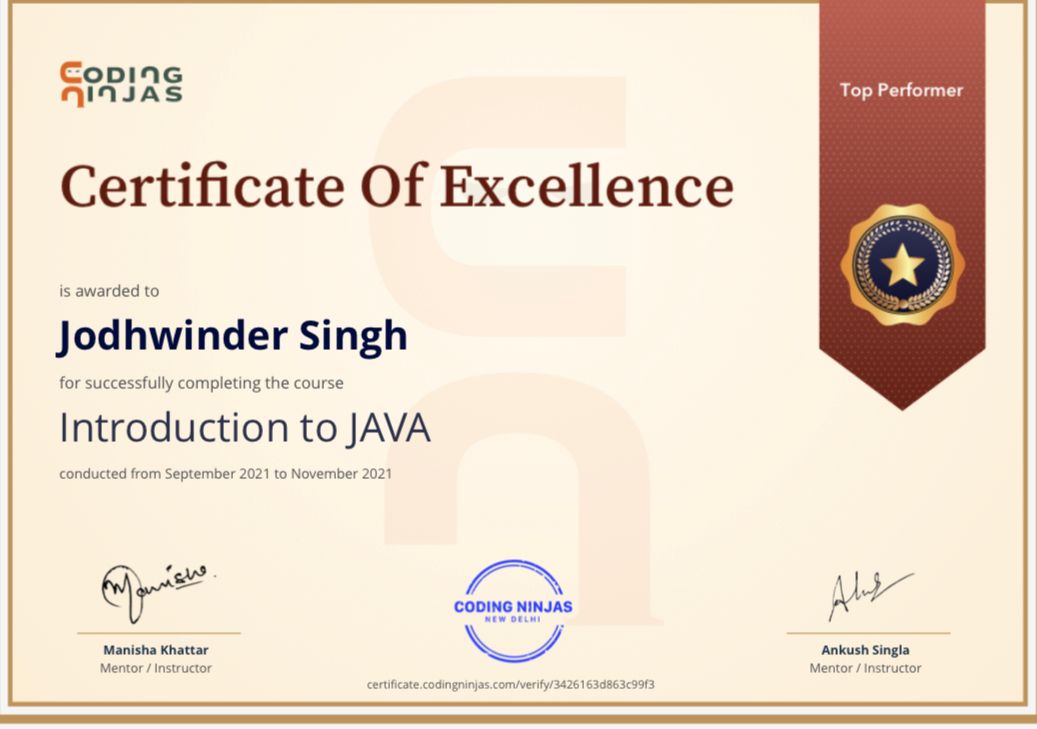 CODING
NINJAS
Top Performer
Certificate Of Excellence
is awarded to
Jodhwinder Singh
for successfully completing the course
Introduction to JAVA
conducted from September 2021 to November 2021
Manisha
CODING NINJAS
NEW DELHI
Manisha Khattar
Mentor / Instructor
Ankush Singla
Mentor / Instructor
certificate.codingninjas.com/verify/3426163d863c99f3